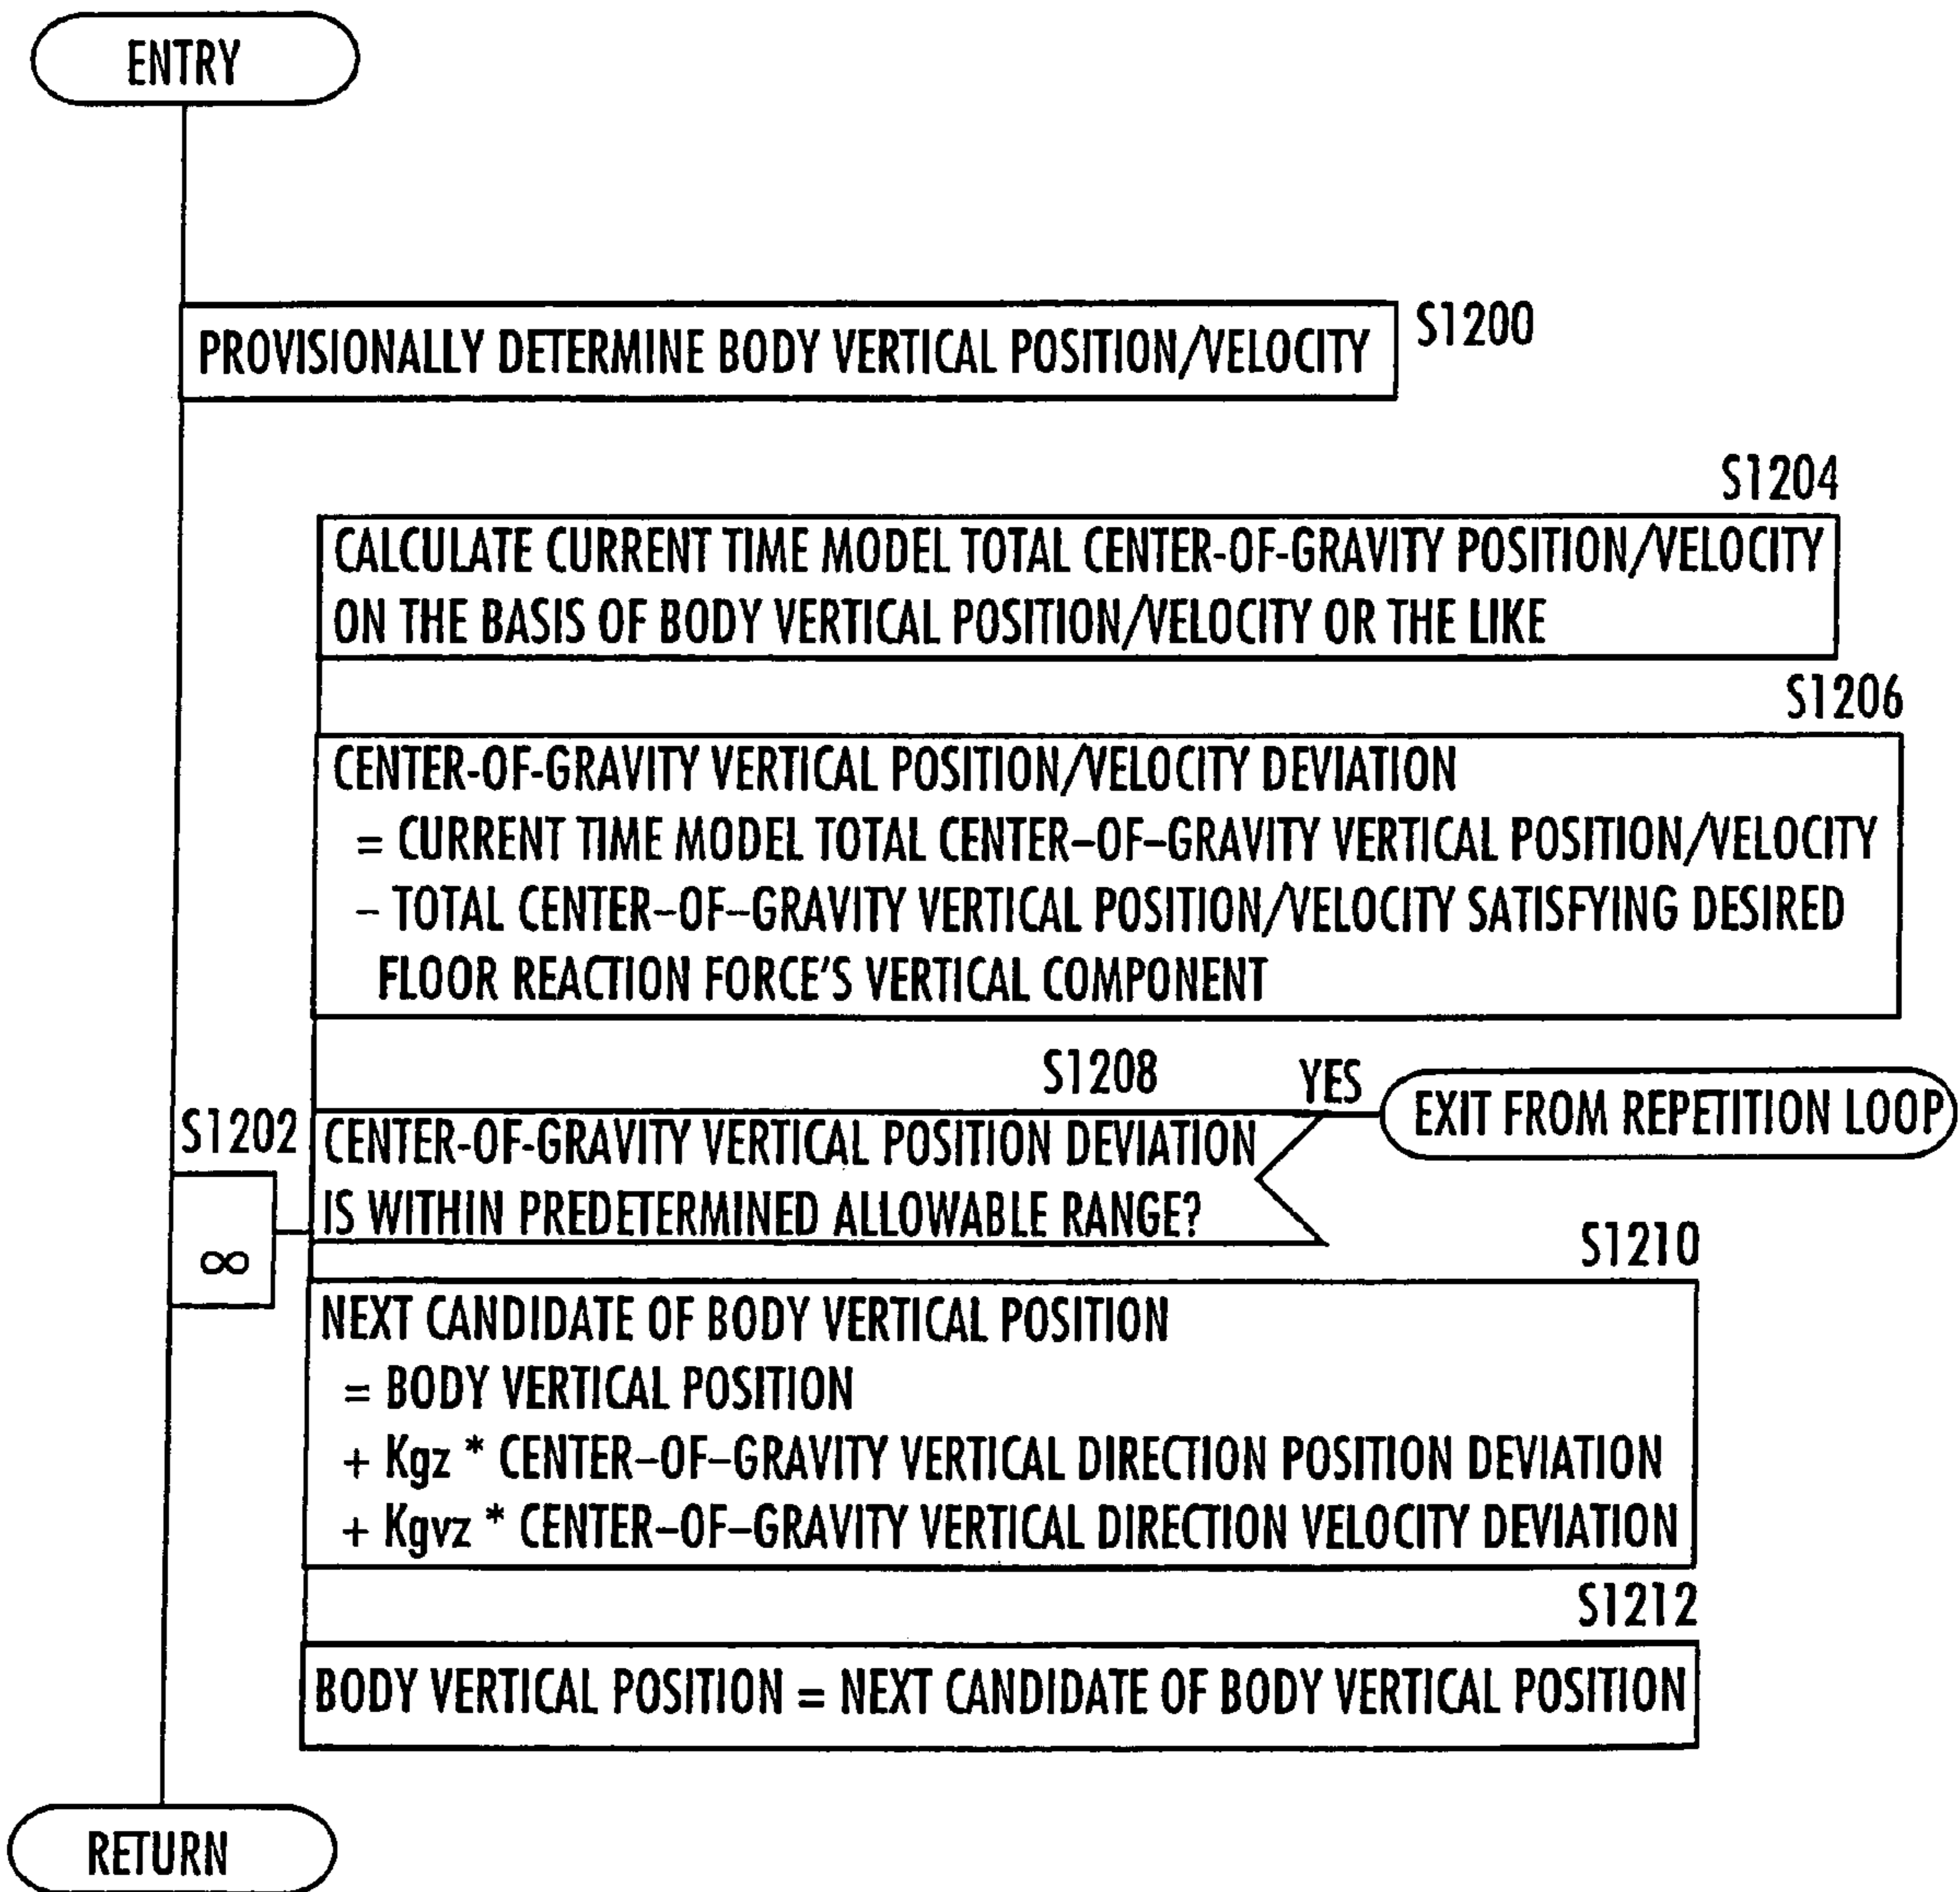 ENTRY
PROVISIONALLY DETERMINE BODY VERTICAL POSITION/VELOCITY
S1200
S1204
CALCULATE CURRENT TIME MODEL TOTAL CENTER-OF-GRAVITY POSITION/VELOCITY
ON THE BASIS OF BODY VERTICAL POSITION/VELOCITY OR THE LIKE
S1206
CENTER-OF-GRAVITY VERTICAL POSITION/VELOCITY DEVIATION
= CURRENT TIME MODEL TOTAL CENTER-OF-GRAVITY VERTICAL POSITION/VELOCITY
- TOTAL CENTER-OF-GRAVITY VERTICAL POSITION/VELOCITY SATISFYING DESIRED
FLOOR REACTION FORCE'S VERTICAL COMPONENT
S1208
YES
EXIT FROM REPETITION LOOP
S1202
∞
CENTER-OF-GRAVITY VERTICAL POSITION DEVIATION
IS WITHIN PREDETERMINED ALLOWABLE RANGE?
S1210
NEXT CANDIDATE OF BODY VERTICAL POSITION
= BODY VERTICAL POSITION
+ Kgz * CENTER-OF-GRAVITY VERTICAL DIRECTION POSITION DEVIATION
+ Kgvz * CENTER-OF-GRAVITY VERTICAL DIRECTION VELOCITY DEVIATION
S1212
BODY VERTICAL POSITION = NEXT CANDIDATE OF BODY VERTICAL POSITION
RETURN